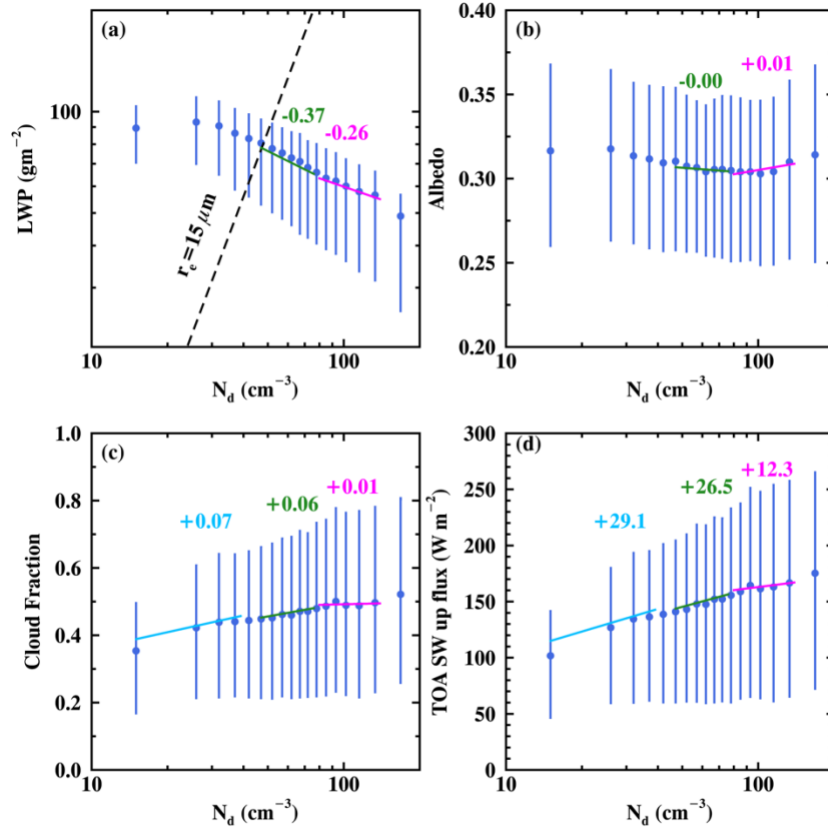 (a)
-0.37
-0.26
rₑ=15 μm
100
LWP (gm⁻²)
10
100
N_d (cm⁻³)
(b)
+0.01
-0.00
0.40
0.35
0.30
0.25
0.20
Albedo
10
100
N_d (cm⁻³)
(c)
+0.01
+0.06
+0.07
1.0
0.8
0.6
0.4
0.2
0.0
Cloud Fraction
10
100
N_d (cm⁻³)
(d)
+12.3
+26.5
+29.1
300
250
200
150
100
50
0
TOA SW up flux (W m⁻²)
10
100
N_d (cm⁻³)